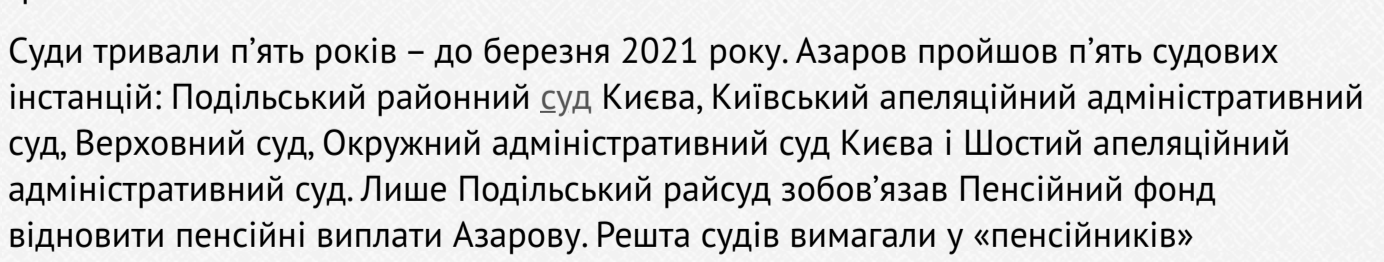 Суди тривали п’ять років – до березня 2021 року. Азаров пройшов п’ять судових
інстанцій: Подільський районний суд Києва, Київський апеляційний адміністративний
суд, Верховний суд, Окружний адміністративний суд Києва і Шостий апеляційний
адміністративний суд. Лише Подільський райсуд зобов’язав Пенсійний фонд
відновити пенсійні виплати Азарову. Решта судів вимагали у «пенсійників»